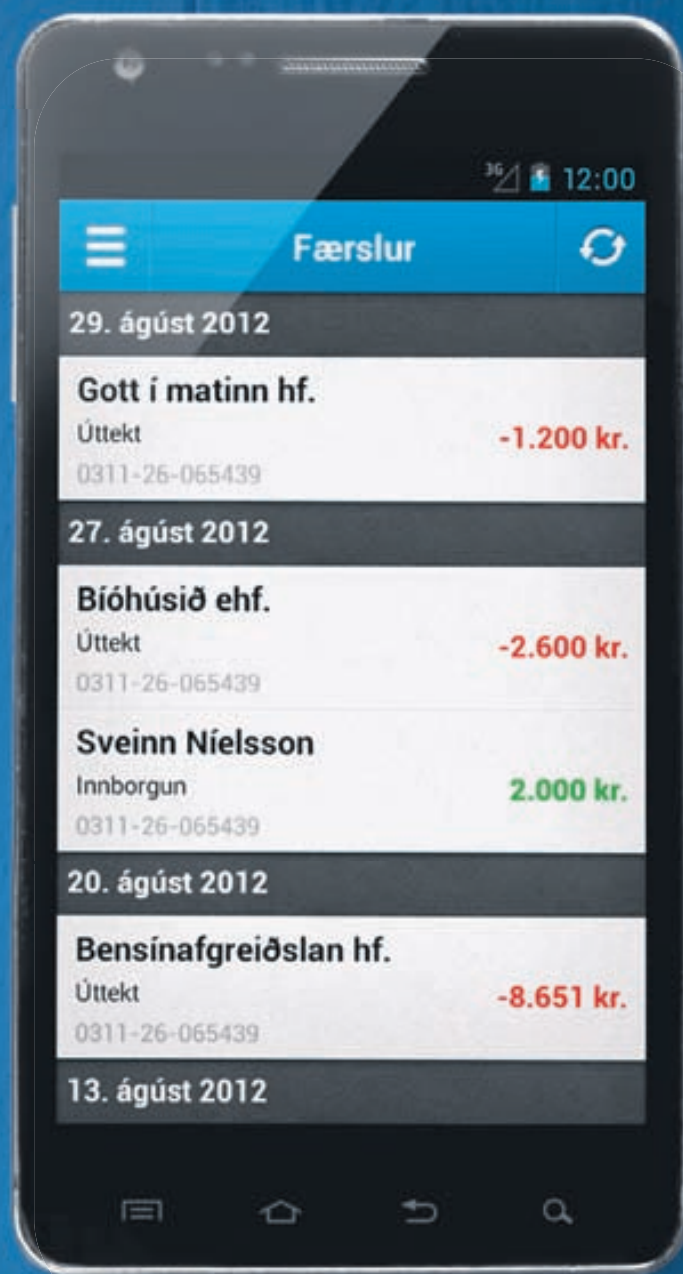 3G 12:00
Færslur
29. ágúst 2012
Gott í matinn hf.
Úttekt
-1.200 kr.
0311-26-065439
27. ágúst 2012
Bíóhúsið ehf.
Úttekt
-2.600 kr.
0311-26-065439
Sveinn Níelsson
Innborgun
2.000 kr.
0311-26-065439
20. ágúst 2012
Bensínafgreiðslan hf.
Úttekt
-8.651 kr.
0311-26-065439
13. ágúst 2012